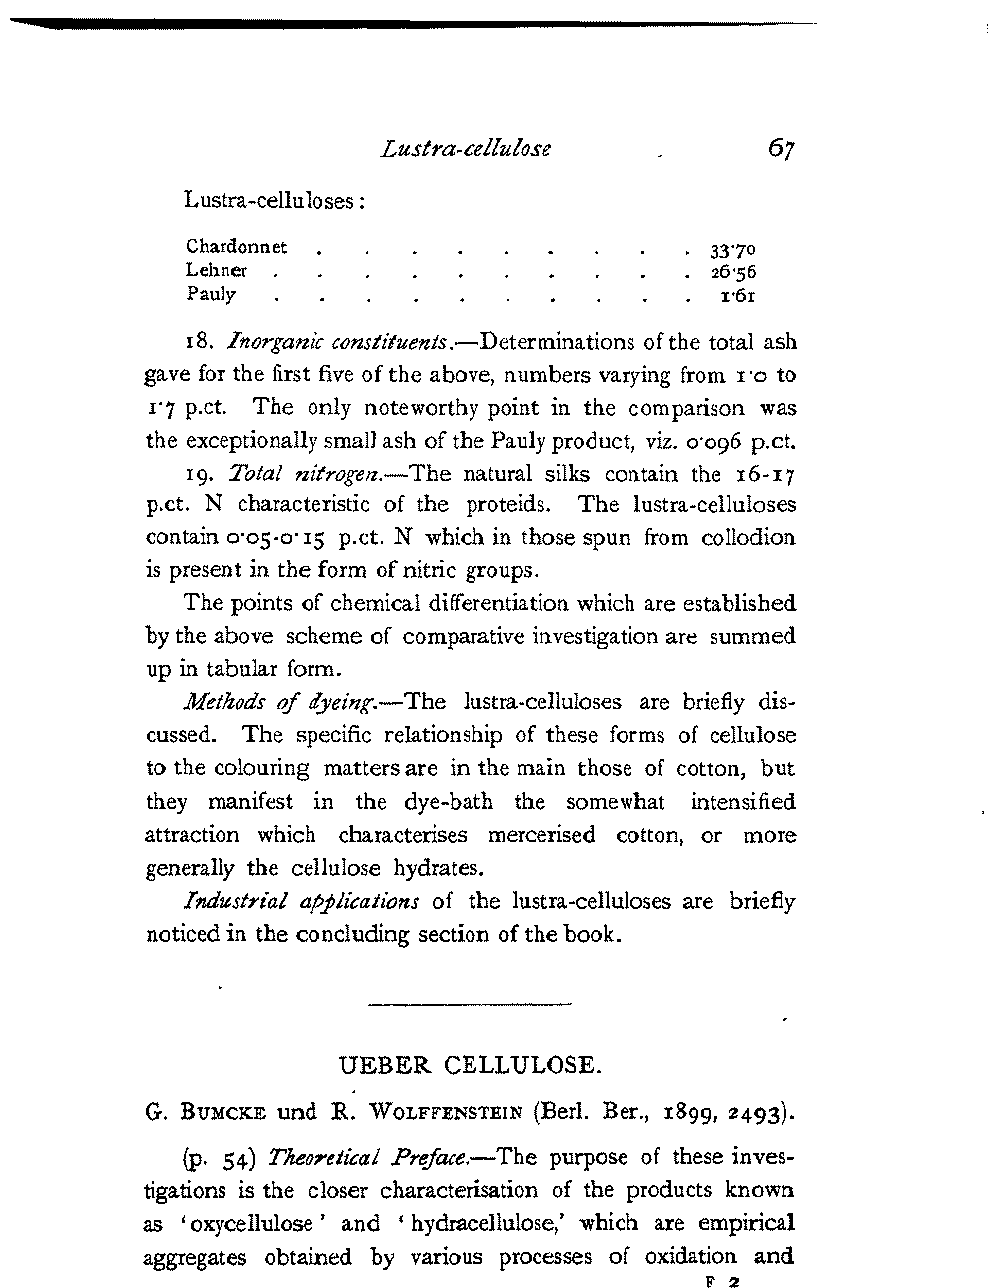 Lustra-cellulose 67
Lustra-celluloses :
Chardonnet . . . . . . . . . 33·70
Lehner . . . . . . . . . . 26·56
Pauly . . . . . . . . . . 1·61
18. Inorganic constituents.—Determinations of the total ash
gave for the first five of the above, numbers varying from 1·0 to
1·7 p.ct. The only noteworthy point in the comparison was
the exceptionally small ash of the Pauly product, viz. 0·096 p.ct.
19. Total nitrogen.—The natural silks contain the 16-17
p.ct. N characteristic of the proteids. The lustra-celluloses
contain 0·05-0·15 p.ct. N which in those spun from collodion
is present in the form of nitric groups.
The points of chemical differentiation which are established
by the above scheme of comparative investigation are summed
up in tabular form.
Methods of dyeing.—The lustra-celluloses are briefly dis-
cussed. The specific relationship of these forms of cellulose
to the colouring matters are in the main those of cotton, but
they manifest in the dye-bath the somewhat intensified
attraction which characterises mercerised cotton, or more
generally the cellulose hydrates.
Industrial applications of the lustra-celluloses are briefly
noticed in the concluding section of the book.
UEBER CELLULOSE.
G. BUMCKE und R. WOLFFENSTEIN (Berl. Ber., 1899, 2493).
(p. 54) Theoretical Preface.—The purpose of these inves-
tigations is the closer characterisation of the products known
as ‘oxycellulose’ and ‘hydracellulose,’ which are empirical
aggregates obtained by various processes of oxidation and
F 2